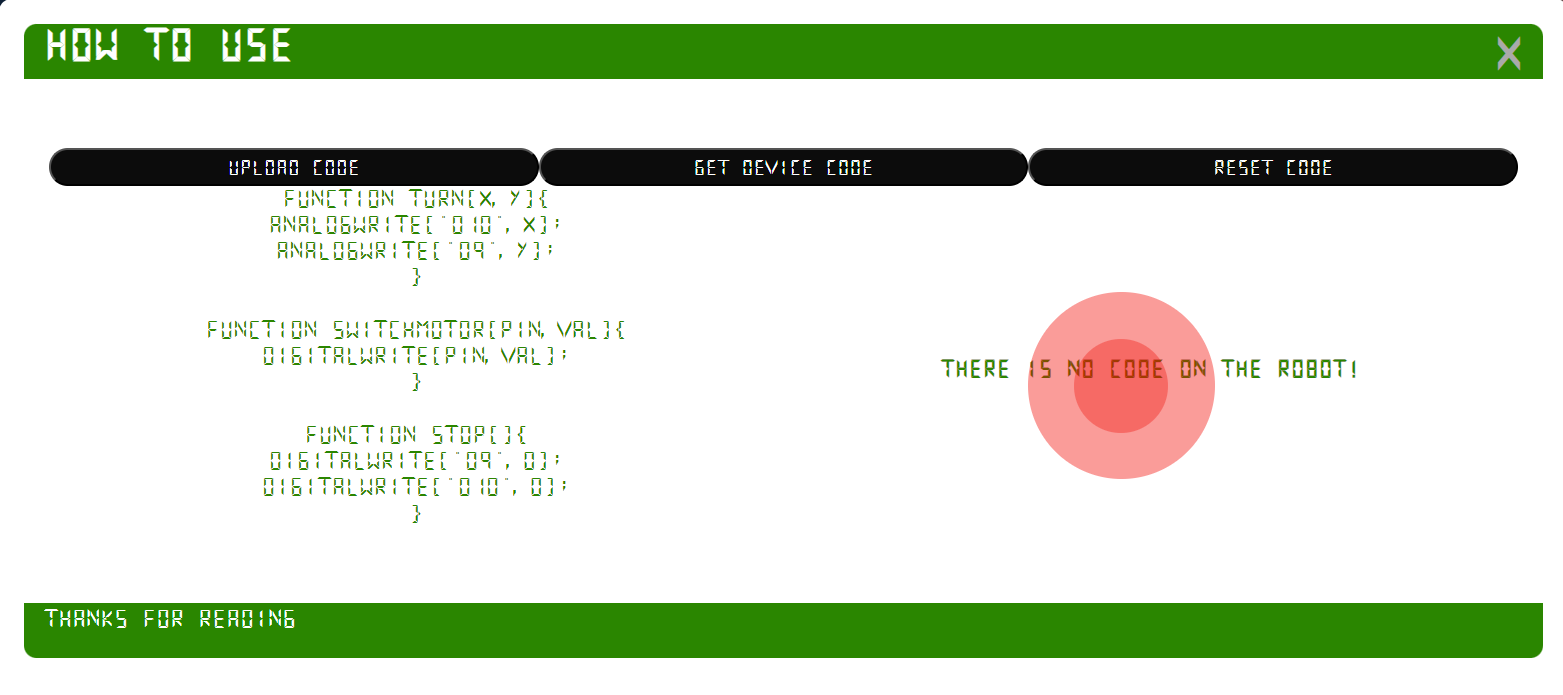 HOW TO USE
X
UPLOAD CODE
GET DEVICE CODE
RESET CODE
FUNCTION TURN(X, Y){
ANALOGWRITE("D10", X);
ANALOGWRITE("D9", Y);
}
FUNCTION SWITCHMOTOR(PIN, VAL){
DIGITALWRITE(PIN, VAL);
}
FUNCTION STOP(){
DIGITALWRITE("D9", 0);
DIGITALWRITE("D10", 0);
}
THERE IS NO CODE ON THE ROBOT!
THANKS FOR READING